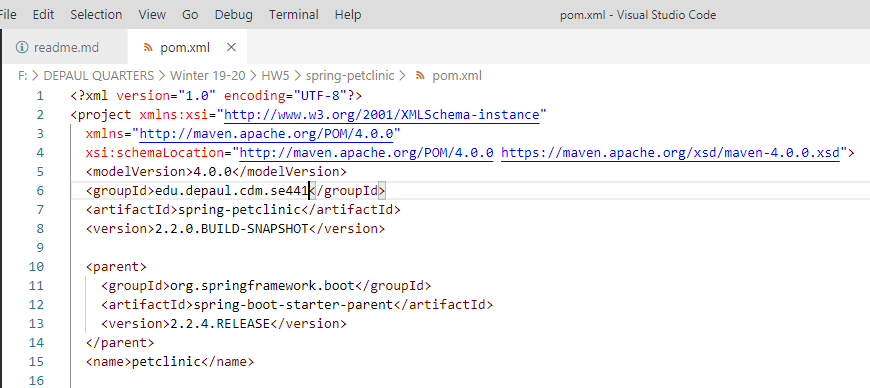 File Edit Selection View Go Debug Terminal Help pom.xml - Visual Studio Code
readme.md pom.xml ×
F: > DEPAUL QUARTERS > Winter 19-20 > HW5 > spring-petclinic > pom.xml
1 <?xml version="1.0" encoding="UTF-8"?>
2 <project xmlns:xsi="http://www.w3.org/2001/XMLSchema-instance"
3 xmlns="http://maven.apache.org/POM/4.0.0"
4 xsi:schemaLocation="http://maven.apache.org/POM/4.0.0 https://maven.apache.org/xsd/maven-4.0.0.xsd">
5 <modelVersion>4.0.0</modelVersion>
6 <groupId>edu.depaul.cdm.se441</groupId>
7 <artifactId>spring-petclinic</artifactId>
8 <version>2.2.0.BUILD-SNAPSHOT</version>
9
10 <parent>
11 <groupId>org.springframework.boot</groupId>
12 <artifactId>spring-boot-starter-parent</artifactId>
13 <version>2.2.4.RELEASE</version>
14 </parent>
15 <name>petclinic</name>
16